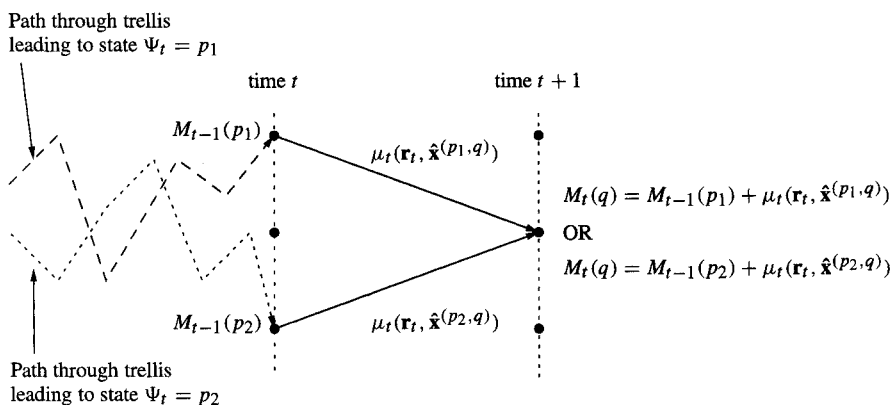 Path through trellis
leading to state Ψₜ = p₁
time t
time t + 1
Mₜ₋₁(p₁)
μₜ(𝐫ₜ, 𝐱̂^(p₁,q))
Mₜ(q) = Mₜ₋₁(p₁) + μₜ(𝐫ₜ, 𝐱̂^(p₁,q))
OR
Mₜ(q) = Mₜ₋₁(p₂) + μₜ(𝐫ₜ, 𝐱̂^(p₂,q))
Mₜ₋₁(p₂)
μₜ(𝐫ₜ, 𝐱̂^(p₂,q))
Path through trellis
leading to state Ψₜ = p₂